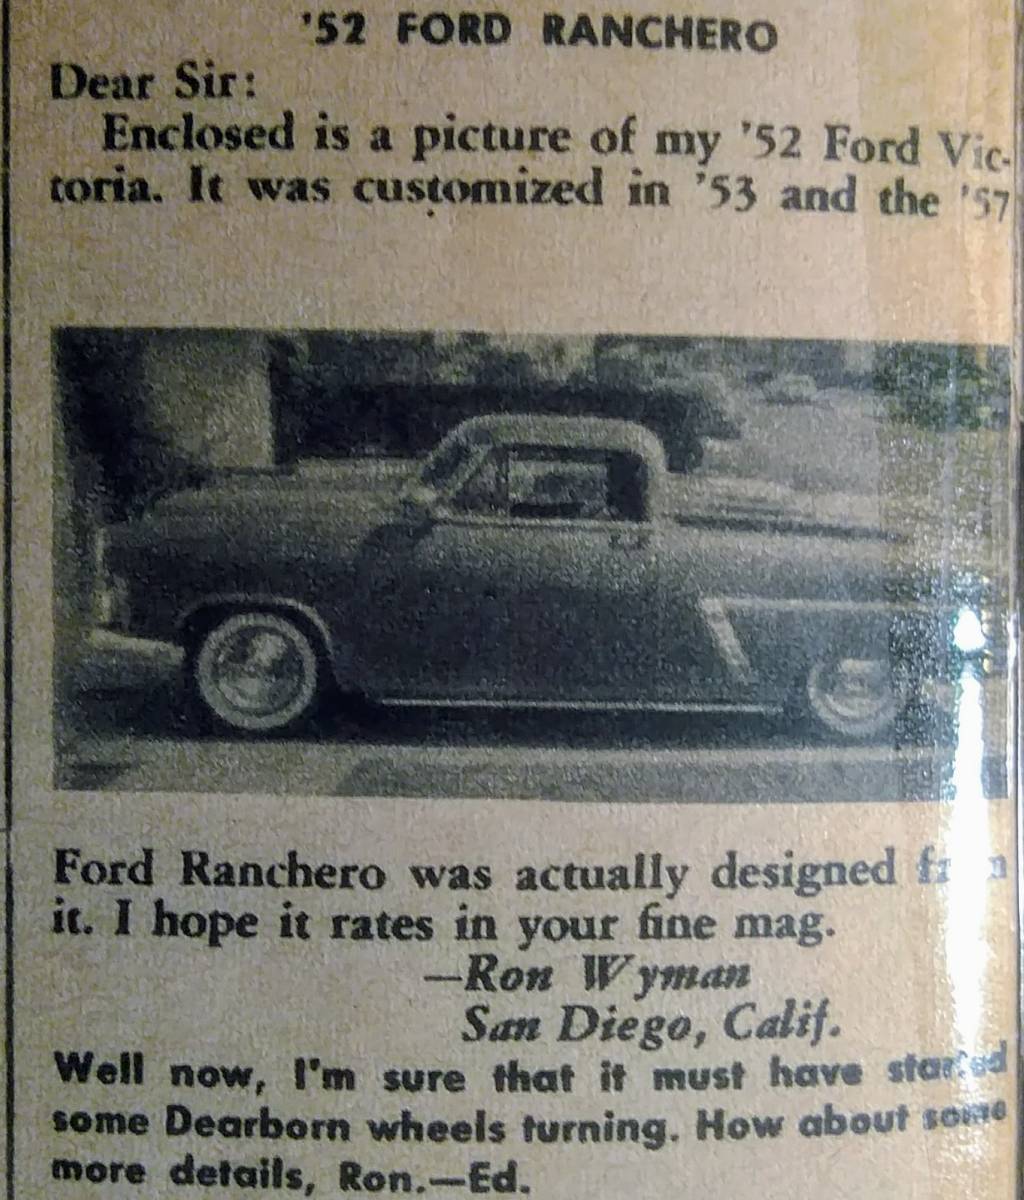 '52 FORD RANCHERO
Dear Sir:
Enclosed is a picture of my '52 Ford Vic-
toria. It was customized in '53 and the '57
Ford Ranchero was actually designed from
it. I hope it rates in your fine mag.
—Ron Wyman
San Diego, Calif.
Well now, I'm sure that it must have started
some Dearborn wheels turning. How about some
more details, Ron.—Ed.